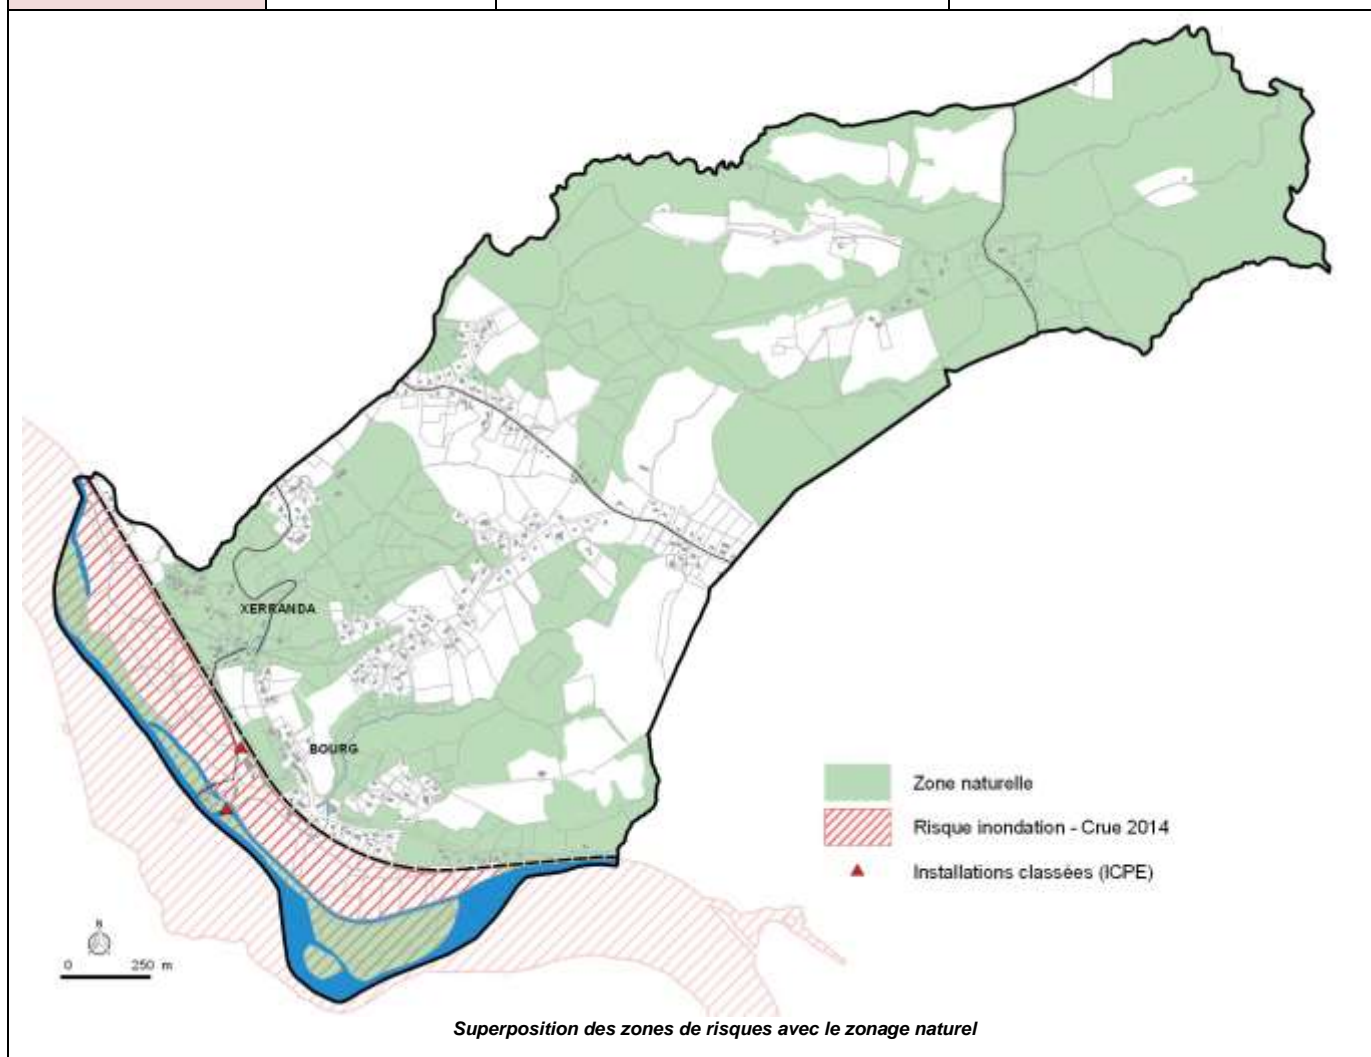 XERRANDA
BOURG
Zone naturelle
Risque inondation - Crue 2014
Installations classées (ICPE)
N
0 250 m
Superposition des zones de risques avec le zonage naturel